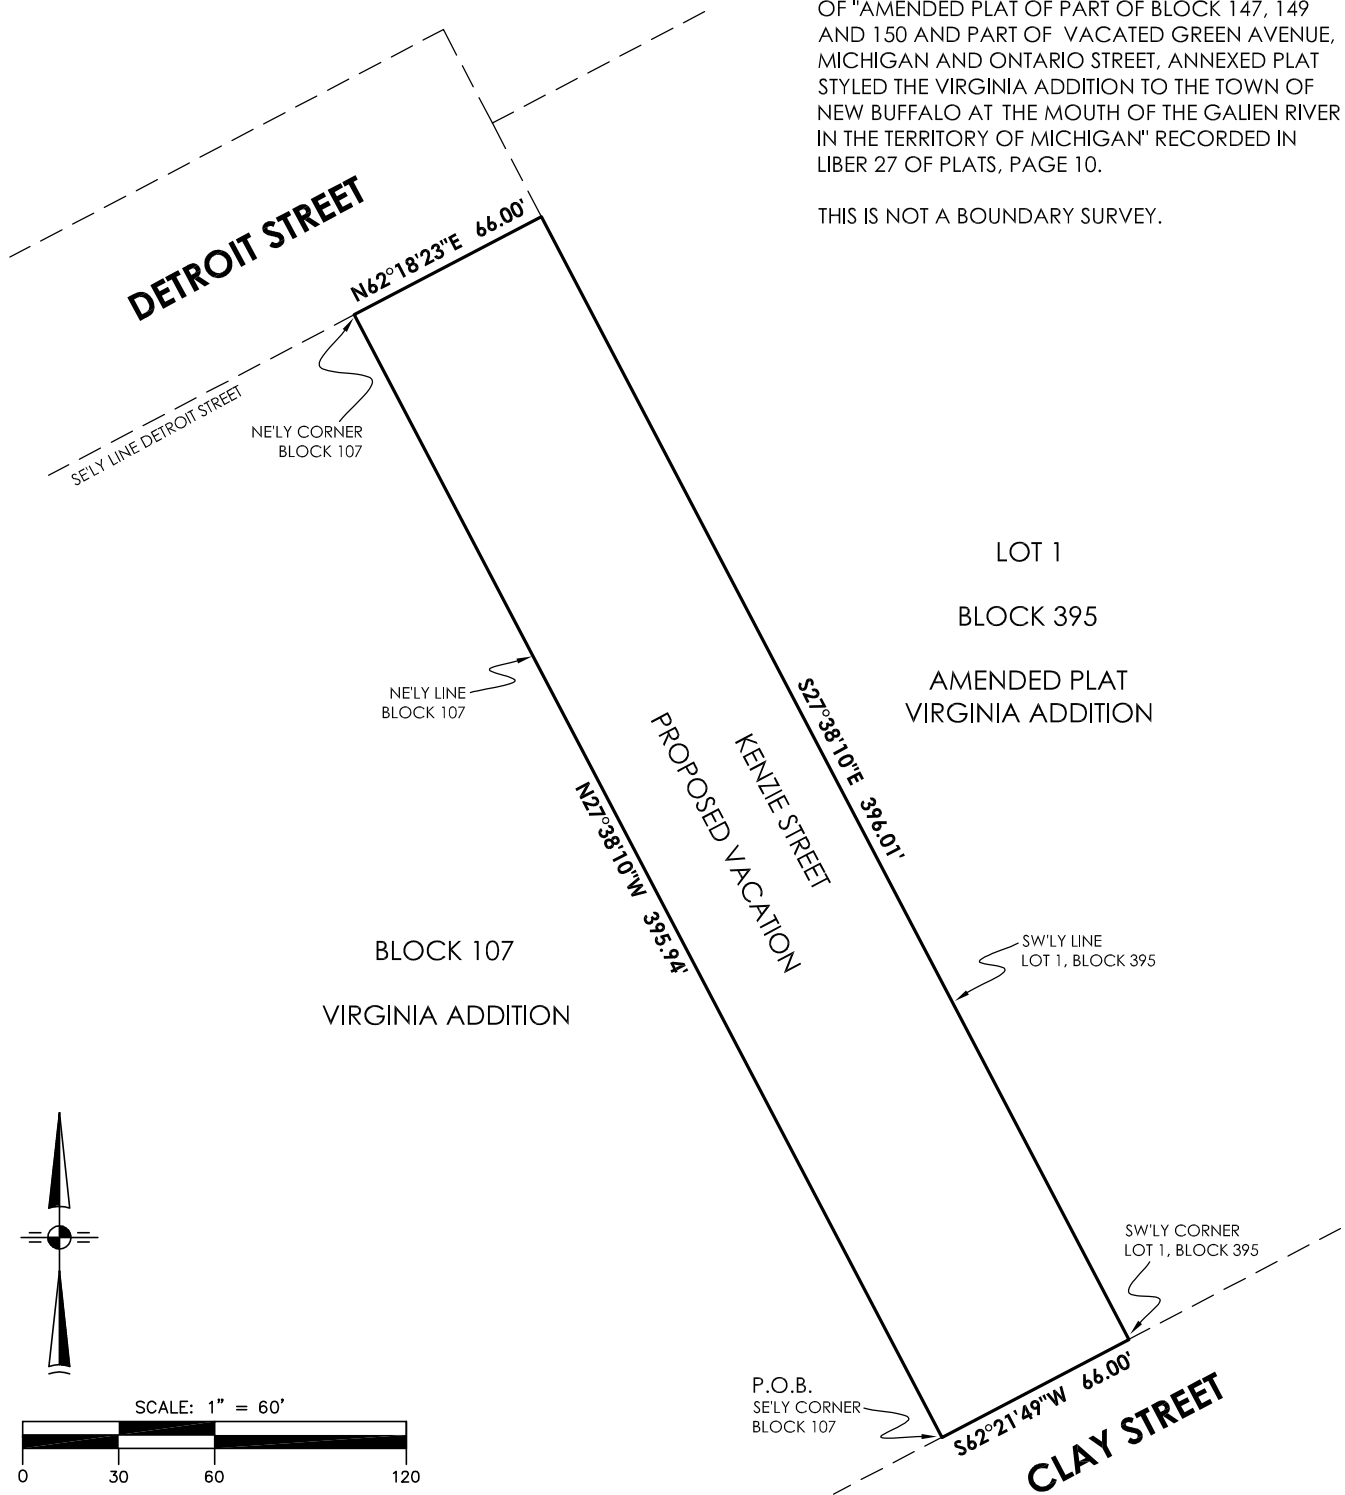 OF "AMENDED PLAT OF PART OF BLOCK 147, 149
AND 150 AND PART OF VACATED GREEN AVENUE,
MICHIGAN AND ONTARIO STREET, ANNEXED PLAT
STYLED THE VIRGINIA ADDITION TO THE TOWN OF
NEW BUFFALO AT THE MOUTH OF THE GALIEN RIVER
IN THE TERRITORY OF MICHIGAN" RECORDED IN
LIBER 27 OF PLATS, PAGE 10.
THIS IS NOT A BOUNDARY SURVEY.
DETROIT STREET
N62°18'23"E 66.00'
SE'LY LINE DETROIT STREET
NE'LY CORNER
BLOCK 107
LOT 1
BLOCK 395
AMENDED PLAT
VIRGINIA ADDITION
NE'LY LINE
BLOCK 107
S27°38'10"E 396.01'
KENZIE STREET
PROPOSED VACATION
N27°38'10"W 395.94'
BLOCK 107
VIRGINIA ADDITION
SW'LY LINE
LOT 1, BLOCK 395
SW'LY CORNER
LOT 1, BLOCK 395
P.O.B.
SE'LY CORNER
BLOCK 107
S62°21'49"W 66.00'
CLAY STREET
SCALE: 1" = 60'
0 30 60 120